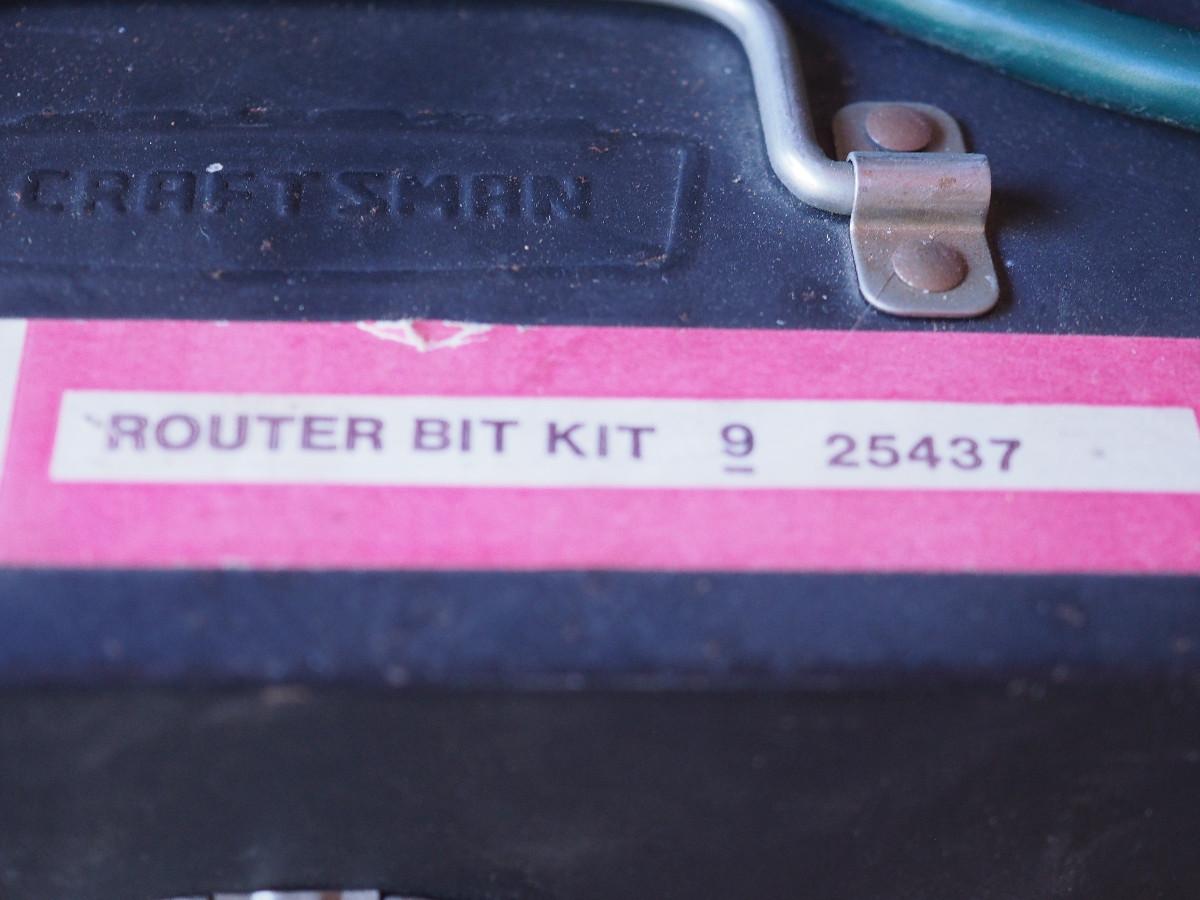 CRAFTSMAN
ROUTER BIT KIT 9 25437